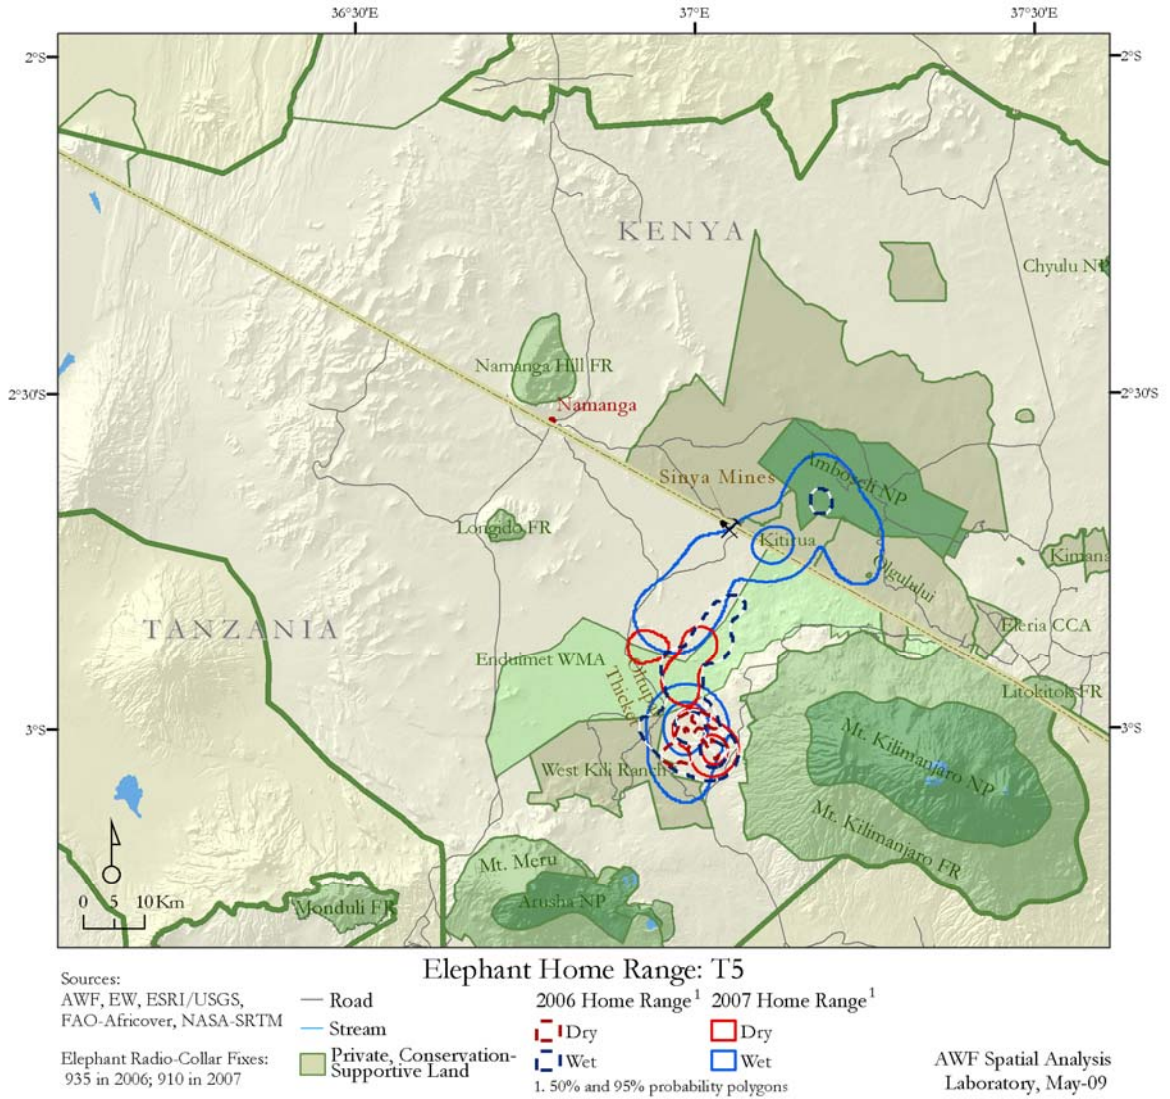 36°30'E
37°E
37°30'E
2°S
2°S
KENYA
Chyulu NP
Namanga Hill FR
2°30'S
2°30'S
Namanga
Amboseli NP
Sinya Mines
Longido FR
Kitirua
Kimana
Olgulului
TANZANIA
Eleria CCA
Enduimet WMA
Oltupai
Thicket
Litokitok FR
3°S
3°S
Mt. Kilimanjaro NP
West Kili Ranch
Mt. Kilimanjaro FR
Mt. Meru
0 5 10 Km
Monduli FR
Arusha NP
Elephant Home Range: T5
Sources:
AWF, EW, ESRI/USGS,
FAO-Africover, NASA-SRTM
Elephant Radio-Collar Fixes:
935 in 2006; 910 in 2007
Road
Stream
Private, Conservation-
Supportive Land
2006 Home Range1
Dry
Wet
2007 Home Range1
Dry
Wet
1. 50% and 95% probability polygons
AWF Spatial Analysis
Laboratory, May-09